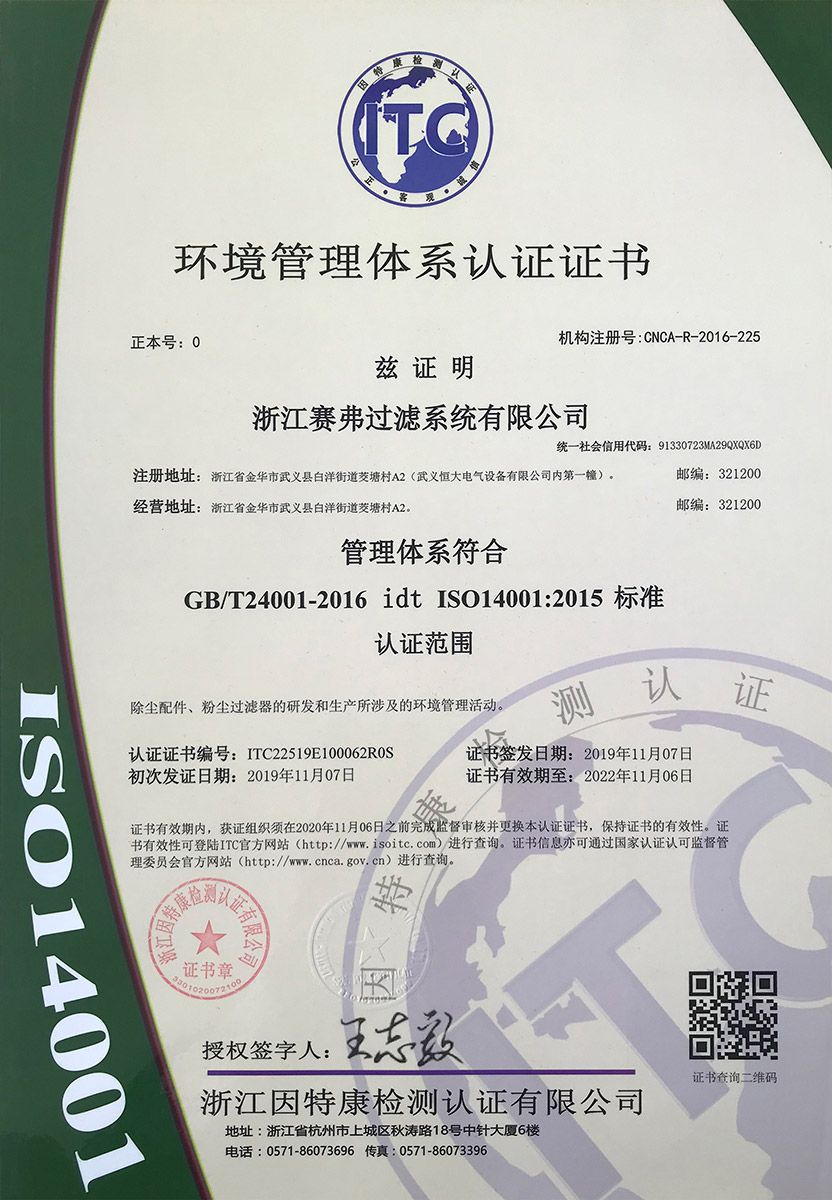 因特康检测认证
ITC
公正·客观·诚信
环境管理体系认证证书
正本号：0
机构注册号:CNCA-R-2016-225
兹证明
浙江赛弗过滤系统有限公司
统一社会信用代码：91330723MA29QXQX6D
注册地址：浙江省金华市武义县白洋街道茭塘村A2（武义恒大电气设备有限公司内第一幢）。 邮编：321200
经营地址：浙江省金华市武义县白洋街道茭塘村A2。 邮编：321200
管理体系符合
GB/T24001-2016 idt ISO14001:2015 标准
认证范围
除尘配件、粉尘过滤器的研发和生产所涉及的环境管理活动。
认证证书编号：ITC22519E100062R0S 证书签发日期：2019年11月07日
初次发证日期：2019年11月07日 证书有效期至：2022年11月06日
证书有效期内，获证组织须在2020年11月06日之前完成监督审核并更换本认证证书，保持证书的有效性。证
书有效性可登陆ITC官方网站（http://www.isoitc.com）进行查询。证书信息亦可通过国家认证认可监督管
理委员会官方网站（http://www.cnca.gov.cn）进行查询。
浙江因特康检测认证有限公司
证书章
3301020072100
因特康检测认证
ITC
授权签字人：
证书查询二维码
浙江因特康检测认证有限公司
地址：浙江省杭州市上城区秋涛路18号中针大厦6楼
电话：0571-86073696 传真:0571-86073396
ISO14001